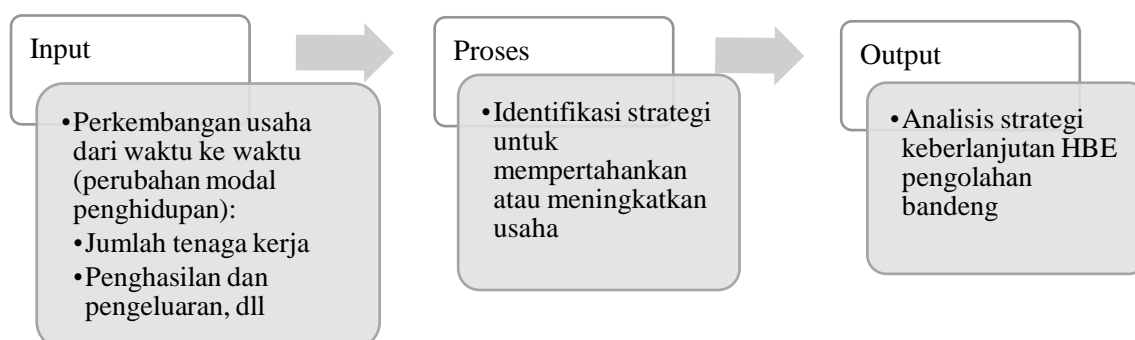 Input
•Perkembangan usaha
dari waktu ke waktu
(perubahan modal
penghidupan):
•Jumlah tenaga kerja
•Penghasilan dan
pengeluaran, dll
Proses
•Identifikasi strategi
untuk
mempertahankan
atau meningkatkan
usaha
Output
•Analisis strategi
keberlanjutan HBE
pengolahan
bandeng